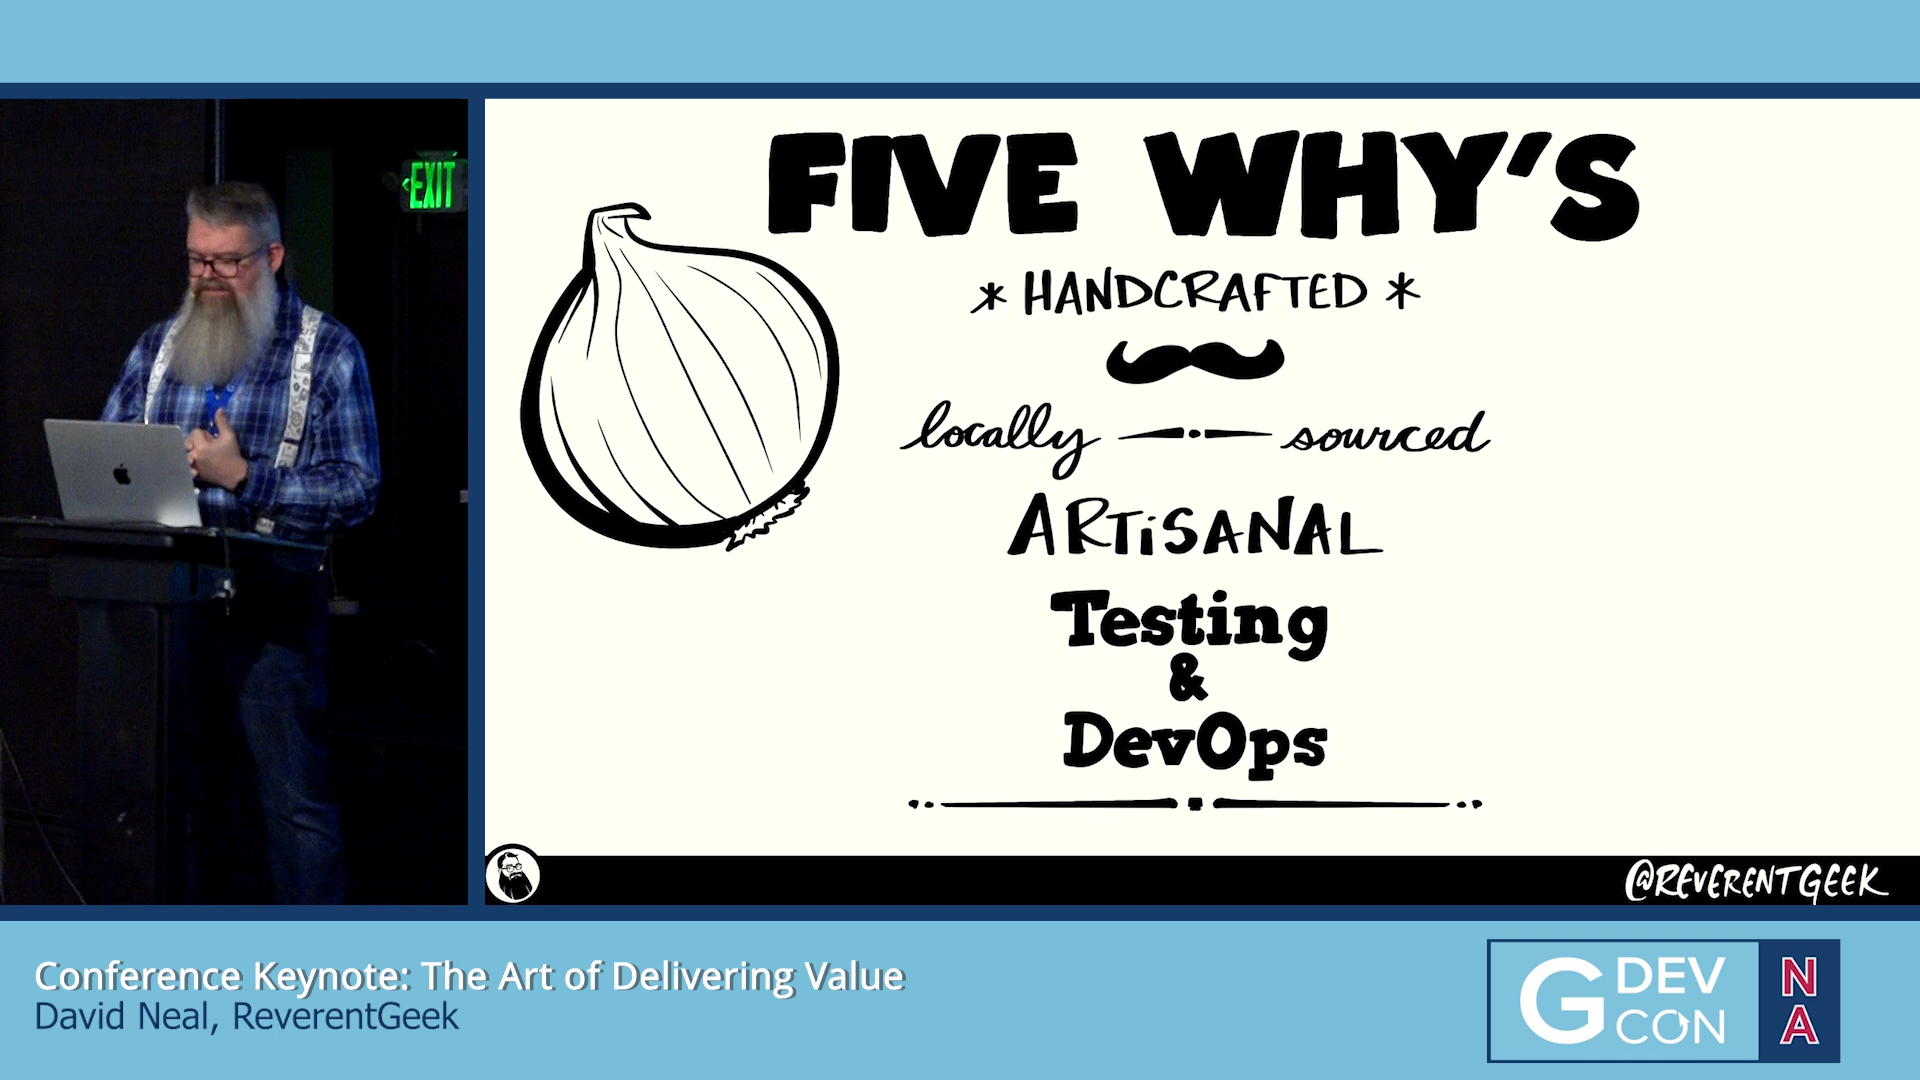 EXIT
FIVE WHY'S
* HANDCRAFTED *
locally sourced
ARTiSANAL
Testing
&
DevOps
@REVERENTGEEK
Conference Keynote: The Art of Delivering Value
David Neal, ReverentGeek
G DEV CON
NA